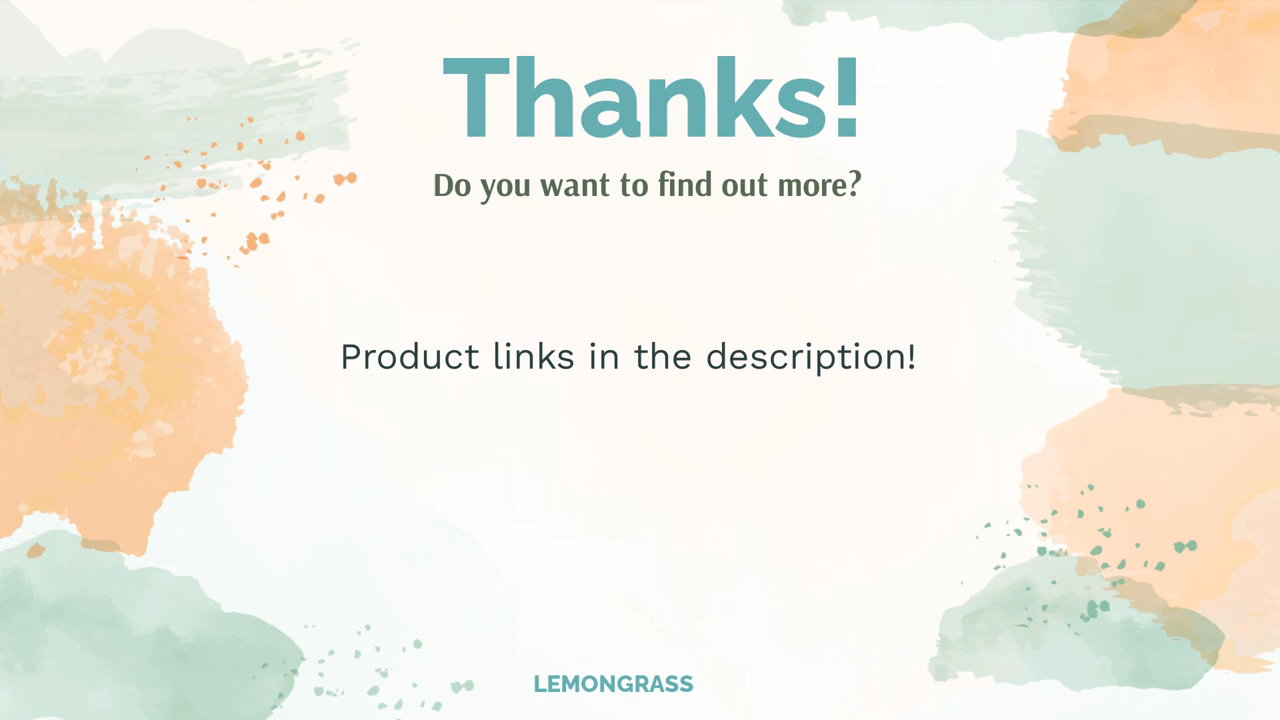 Thanks!
Do you want to find out more?
Product links in the description!
LEMONGRASS